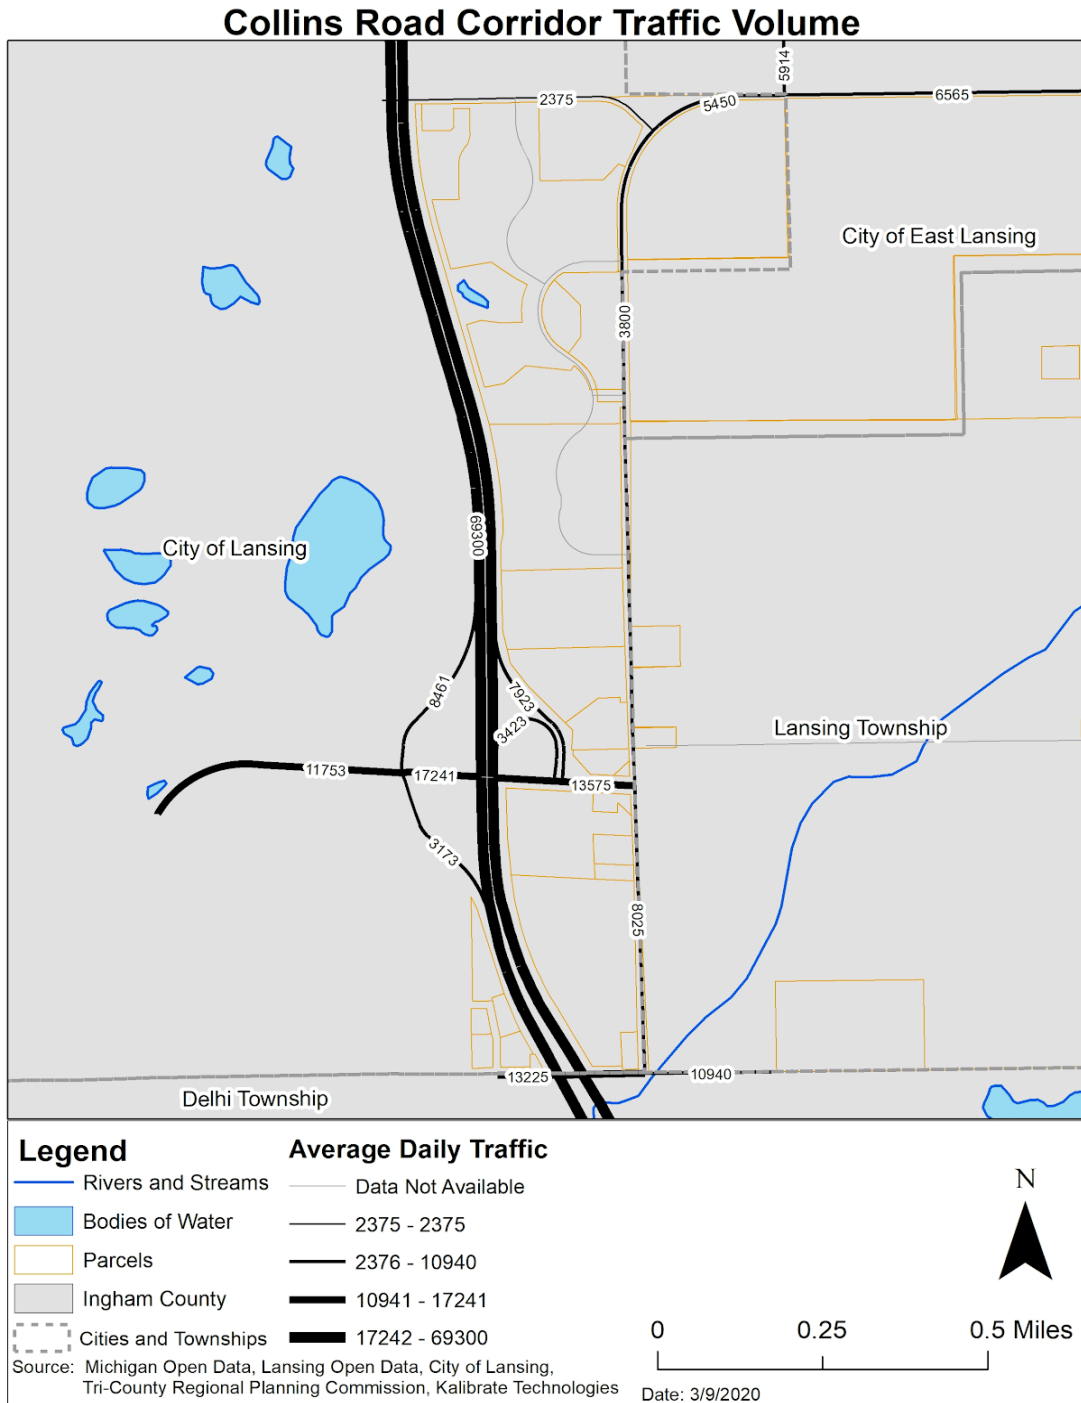 Collins Road Corridor Traffic Volume
5914
2375
5450
6565
City of East Lansing
3800
69300
City of Lansing
8461
7923
3423
Lansing Township
11753
17241
13575
3173
8025
13225
10940
Delhi Township
Legend
Rivers and Streams
Bodies of Water
Parcels
Ingham County
Cities and Townships
Average Daily Traffic
Data Not Available
2375 - 2375
2376 - 10940
10941 - 17241
17242 - 69300
N
0 0.25 0.5 Miles
Source: Michigan Open Data, Lansing Open Data, City of Lansing,
Tri-County Regional Planning Commission, Kalibrate Technologies
Date: 3/9/2020